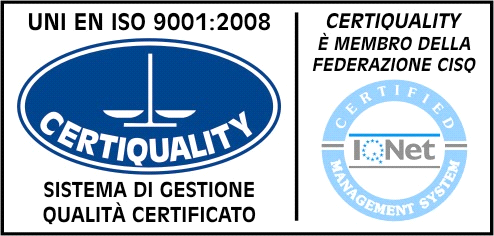 UNI EN ISO 9001:2008
CERTIQUALITY
SISTEMA DI GESTIONE
QUALITÀ CERTIFICATO
CERTIQUALITY
È MEMBRO DELLA
FEDERAZIONE CISQ
CERTIFIED
IQNet
MANAGEMENT SYSTEM